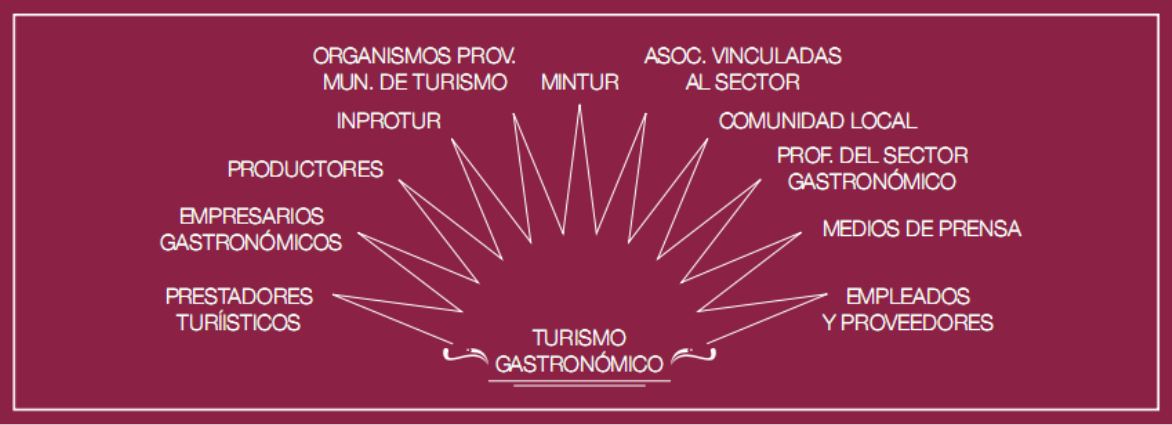 ORGANISMOS PROV.
MUN. DE TURISMO
MINTUR
ASOC. VINCULADAS
AL SECTOR
INPROTUR
COMUNIDAD LOCAL
PRODUCTORES
PROF. DEL SECTOR
GASTRONÓMICO
EMPRESARIOS
GASTRONÓMICOS
MEDIOS DE PRENSA
PRESTADORES
TURÍISTICOS
EMPLEADOS
Y PROVEEDORES
TURISMO
GASTRONÓMICO